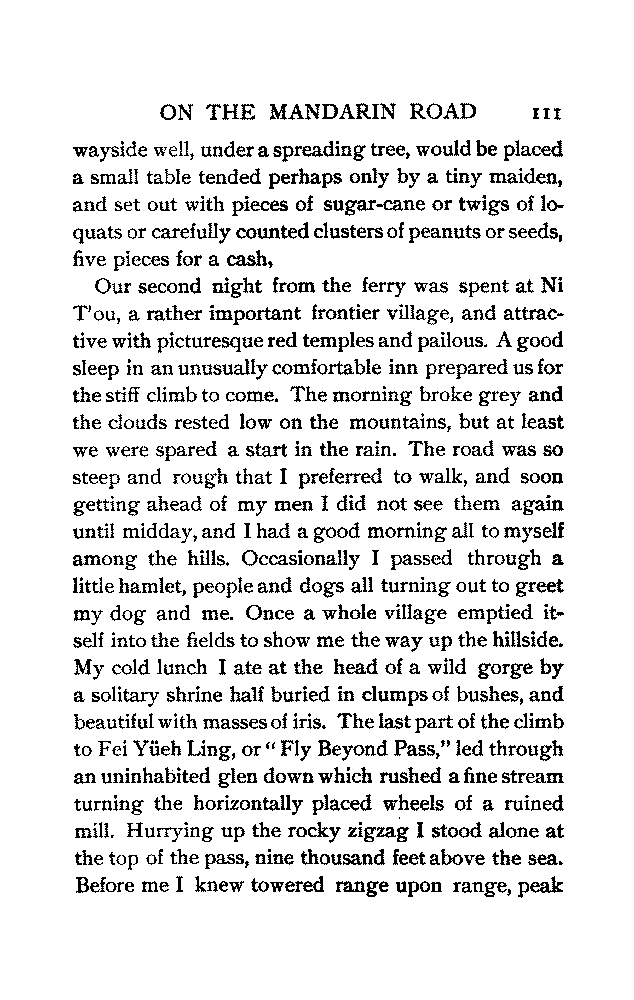 ON THE MANDARIN ROAD 111
wayside well, under a spreading tree, would be placed
a small table tended perhaps only by a tiny maiden,
and set out with pieces of sugar-cane or twigs of lo-
quats or carefully counted clusters of peanuts or seeds,
five pieces for a cash,
Our second night from the ferry was spent at Ni
T'ou, a rather important frontier village, and attrac-
tive with picturesque red temples and pailous. A good
sleep in an unusually comfortable inn prepared us for
the stiff climb to come. The morning broke grey and
the clouds rested low on the mountains, but at least
we were spared a start in the rain. The road was so
steep and rough that I preferred to walk, and soon
getting ahead of my men I did not see them again
until midday, and I had a good morning all to myself
among the hills. Occasionally I passed through a
little hamlet, people and dogs all turning out to greet
my dog and me. Once a whole village emptied it-
self into the fields to show me the way up the hillside.
My cold lunch I ate at the head of a wild gorge by
a solitary shrine half buried in clumps of bushes, and
beautiful with masses of iris. The last part of the climb
to Fei Yüeh Ling, or "Fly Beyond Pass," led through
an uninhabited glen down which rushed a fine stream
turning the horizontally placed wheels of a ruined
mill. Hurrying up the rocky zigzag I stood alone at
the top of the pass, nine thousand feet above the sea.
Before me I knew towered range upon range, peak